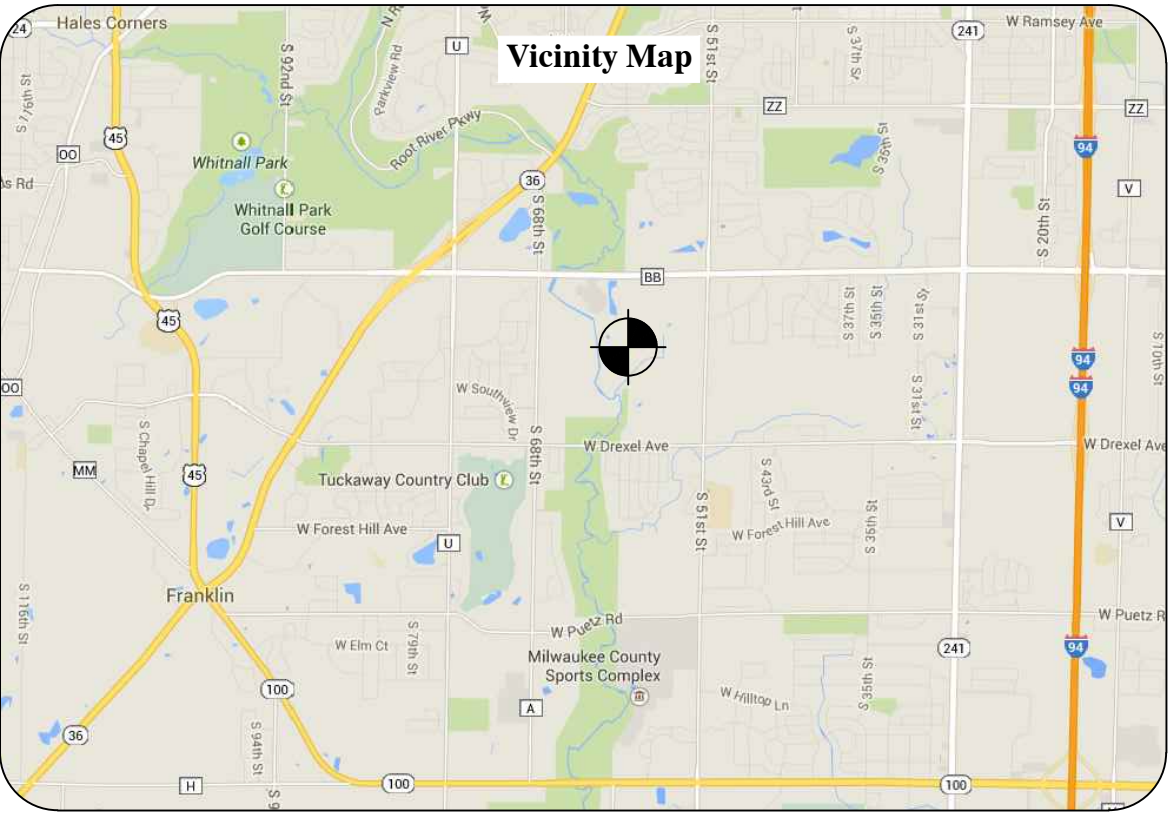 24
Hales Corners
U
Vicinity Map
241
W Ramsey Ave
S 92nd St
Parkview Rd
S 51st St
S 37th St
ZZ
ZZ
45
OO
Whitnall Park
Root River Pkwy
S 35th St
94
36
V
Whitnall Park
Golf Course
S 68th St
S 20th St
BB
45
S 37th St
S 35th St
S 31st St
94
94
S 10th St
OO
W Southview Dr
S 31st St
S Chapel Hill Dr
S 68th St
W Drexel Ave
W Drexel Ave
MM
45
Tuckaway Country Club
S 43rd St
S 51st St
W Forest Hill Ave
W Forest Hill Ave
S 35th St
V
U
Franklin
S 116th St
W Puetz Rd
W Puetz R
W Elm Ct
S 79th St
Milwaukee County
Sports Complex
241
94
100
A
W Hilltop Ln
S 35th St
36
S 94th St
H
100
100
S 9